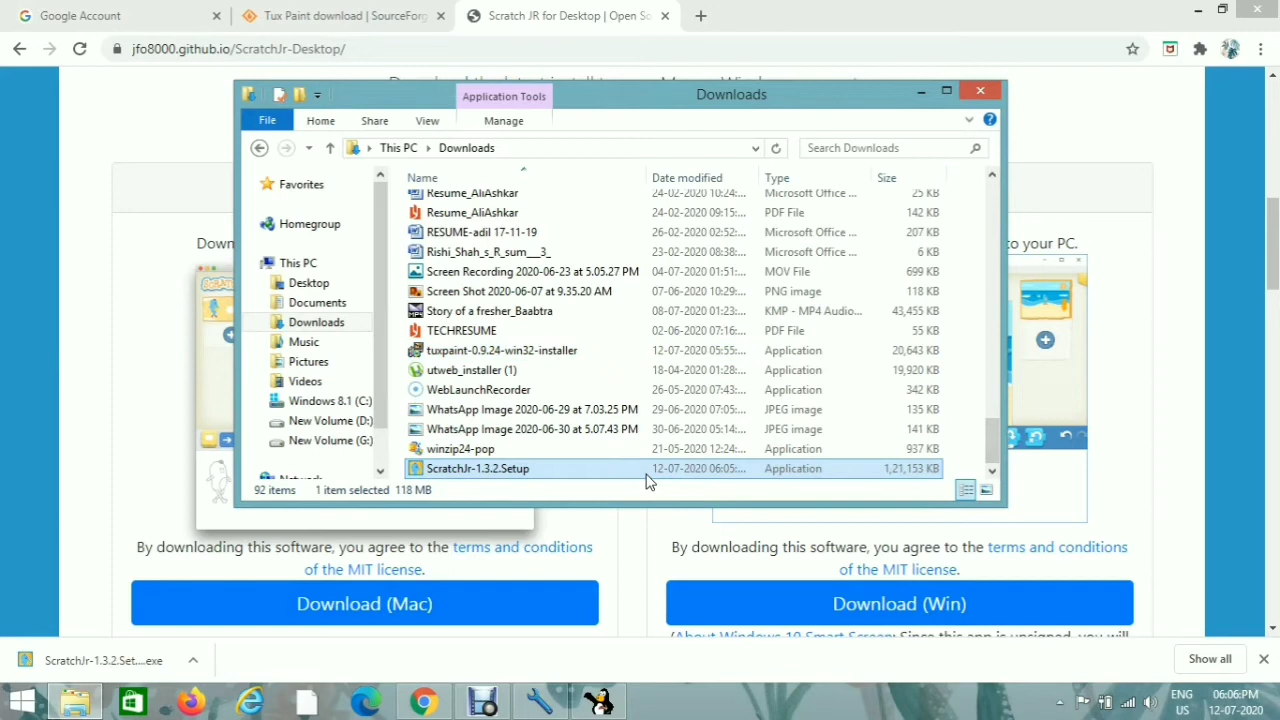 Google Account
Tux Paint download | SourceForg
Scratch JR for Desktop | Open So
jfo8000.github.io/ScratchJr-Desktop/
Application Tools
Downloads
File
Home
Share
View
Manage
This PC
Downloads
Search Downloads
Name
Date modified
Type
Size
Favorites
Homegroup
This PC
Desktop
Documents
Downloads
Music
Pictures
Videos
Windows 8.1 (C:)
New Volume (D:)
New Volume (G:)
Resume_AliAshkar 24-02-2020 10:24:... Microsoft Office ... 25 KB
Resume_AliAshkar 24-02-2020 09:15:... PDF File 142 KB
RESUME-adil 17-11-19 26-02-2020 02:52:... Microsoft Office ... 207 KB
Rishi_Shah_s_R_sum___3_ 23-02-2020 08:38:... Microsoft Office ... 6 KB
Screen Recording 2020-06-23 at 5.05.27 PM 04-07-2020 01:51:... MOV File 699 KB
Screen Shot 2020-06-07 at 9.35.20 AM 07-06-2020 10:29:... PNG image 118 KB
Story of a fresher_Baabtra 08-07-2020 01:23:... KMP - MP4 Audio... 43,455 KB
TECHRESUME 02-06-2020 07:16:... PDF File 55 KB
tuxpaint-0.9.24-win32-installer 12-07-2020 05:55:... Application 20,643 KB
utweb_installer (1) 18-04-2020 01:28:... Application 19,920 KB
WebLaunchRecorder 26-05-2020 07:43:... Application 342 KB
WhatsApp Image 2020-06-29 at 7.03.25 PM 29-06-2020 07:05:... JPEG image 135 KB
WhatsApp Image 2020-06-30 at 5.07.43 PM 30-06-2020 05:14:... JPEG image 141 KB
winzip24-pop 21-05-2020 12:24:... Application 937 KB
ScratchJr-1.3.2.Setup 12-07-2020 06:05:... Application 1,21,153 KB
92 items 1 item selected 118 MB
Down
to your PC.
By downloading this software, you agree to the terms and conditions
of the MIT license.
Download (Mac)
By downloading this software, you agree to the terms and conditions
of the MIT license.
Download (Win)
(About Windows 10 Smart Screen: Since this app is unsigned, you will
ScratchJr-1.3.2.Set....exe
Show all
ENG
US
06:06:PM
12-07-2020